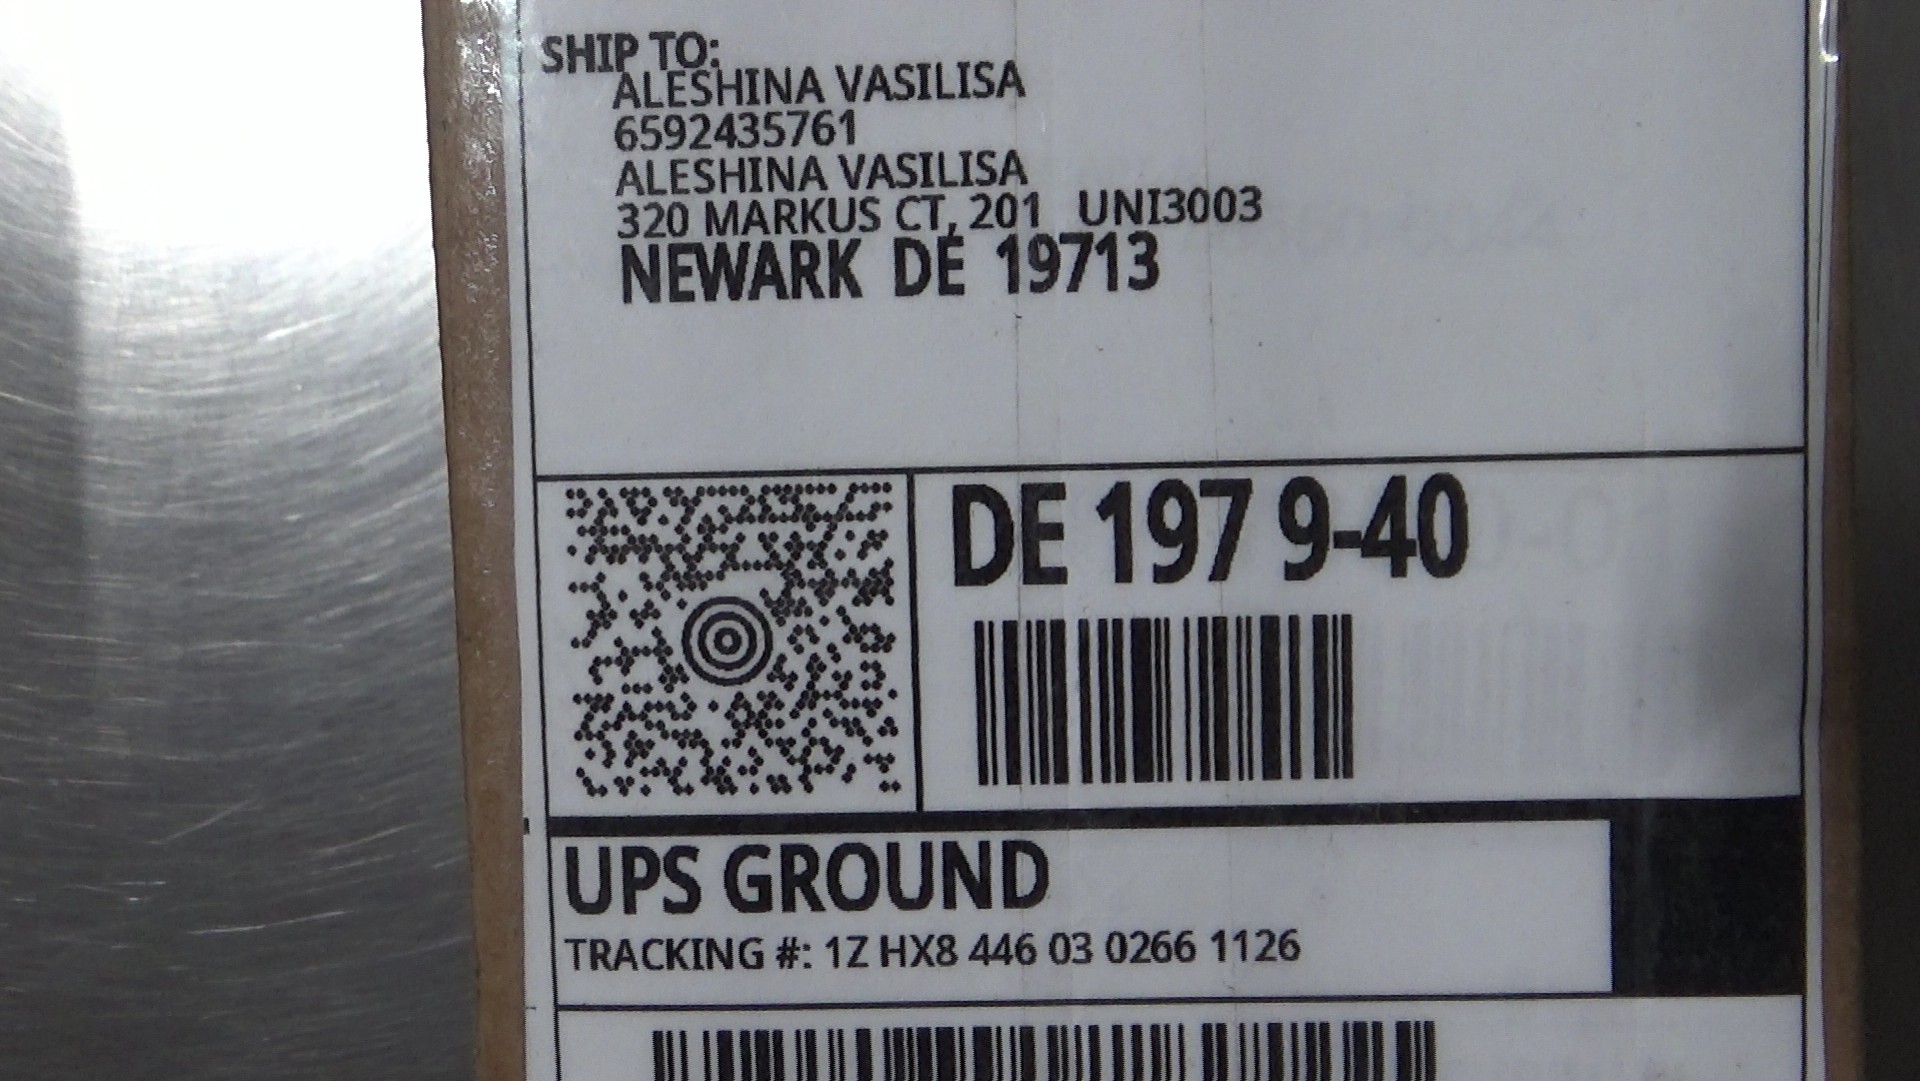 SHIP TO:
ALESHINA VASILISA
6592435761
ALESHINA VASILISA
320 MARKUS CT, 201 UNI3003
NEWARK DE 19713
DE 197 9-40
UPS GROUND
TRACKING #: 1Z HX8 446 03 0266 1126